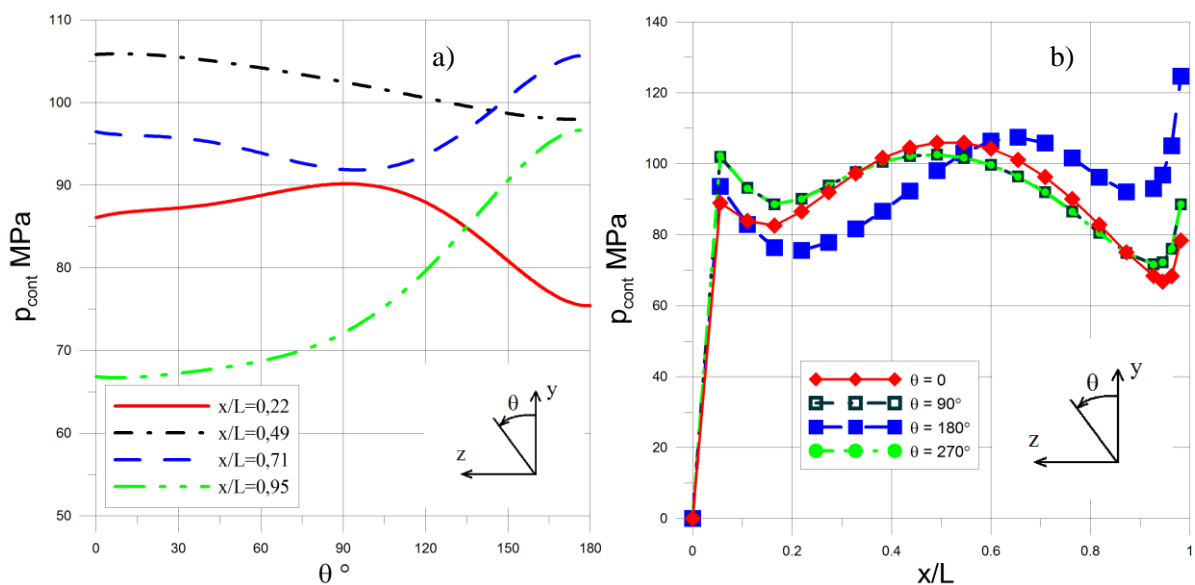 a)
110
100
90
80
70
60
50
p_cont MPa
0
30
60
90
120
150
180
θ °
x/L=0,22
x/L=0,49
x/L=0,71
x/L=0,95
θ
y
z
b)
140
120
100
80
60
40
20
0
p_cont MPa
0
0.2
0.4
0.6
0.8
1
x/L
θ = 0
θ = 90°
θ = 180°
θ = 270°
θ
y
z